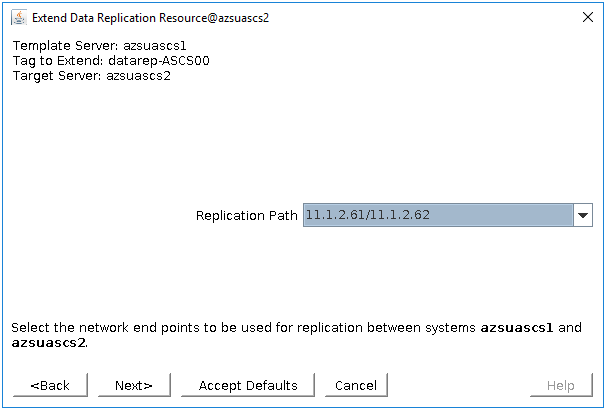 Extend Data Replication Resource@azsuascs2
Template Server: azsuascs1
Tag to Extend: datarep-ASCS00
Target Server: azsuascs2
Replication Path 11.1.2.61/11.1.2.62
Select the network end points to be used for replication between systems azsuascs1 and
azsuascs2.
<Back Next> Accept Defaults Cancel Help